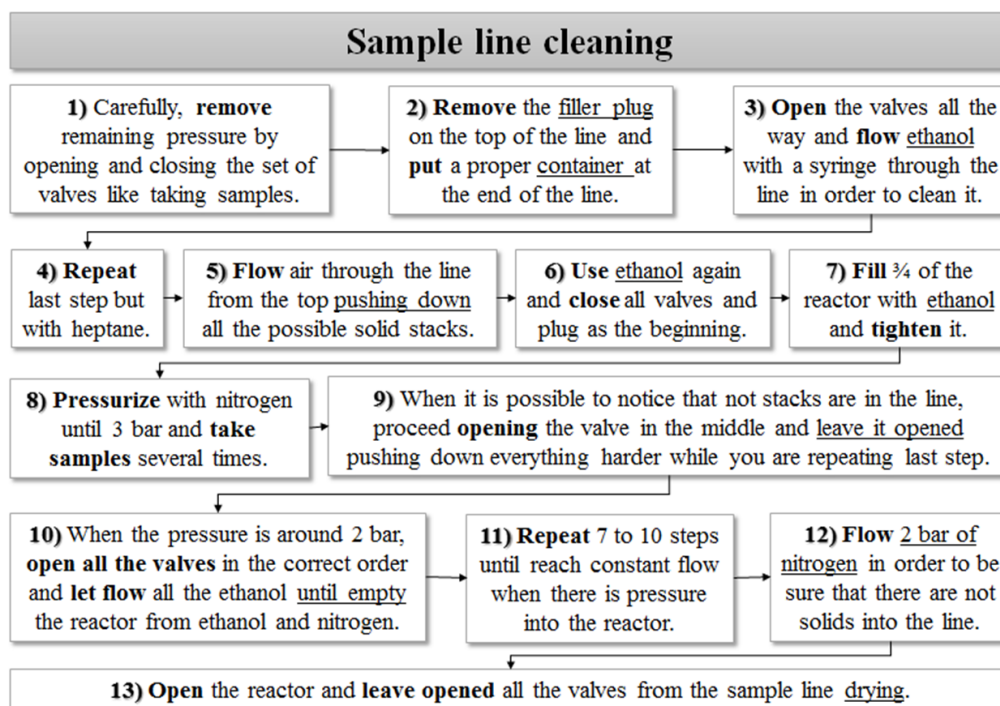 Sample line cleaning
1) Carefully, remove
remaining pressure by
opening and closing the set of
valves like taking samples.
2) Remove the filler plug
on the top of the line and
put a proper container at
the end of the line.
3) Open the valves all the
way and flow ethanol
with a syringe through the
line in order to clean it.
4) Repeat
last step but
with heptane.
5) Flow air through the line
from the top pushing down
all the possible solid stacks.
6) Use ethanol again
and close all valves and
plug as the beginning.
7) Fill ¾ of the
reactor with ethanol
and tighten it.
8) Pressurize with nitrogen
until 3 bar and take
samples several times.
9) When it is possible to notice that not stacks are in the line,
proceed opening the valve in the middle and leave it opened
pushing down everything harder while you are repeating last step.
10) When the pressure is around 2 bar,
open all the valves in the correct order
and let flow all the ethanol until empty
the reactor from ethanol and nitrogen.
11) Repeat 7 to 10 steps
until reach constant flow
when there is pressure
into the reactor.
12) Flow 2 bar of
nitrogen in order to be
sure that there are not
solids into the line.
13) Open the reactor and leave opened all the valves from the sample line drying.